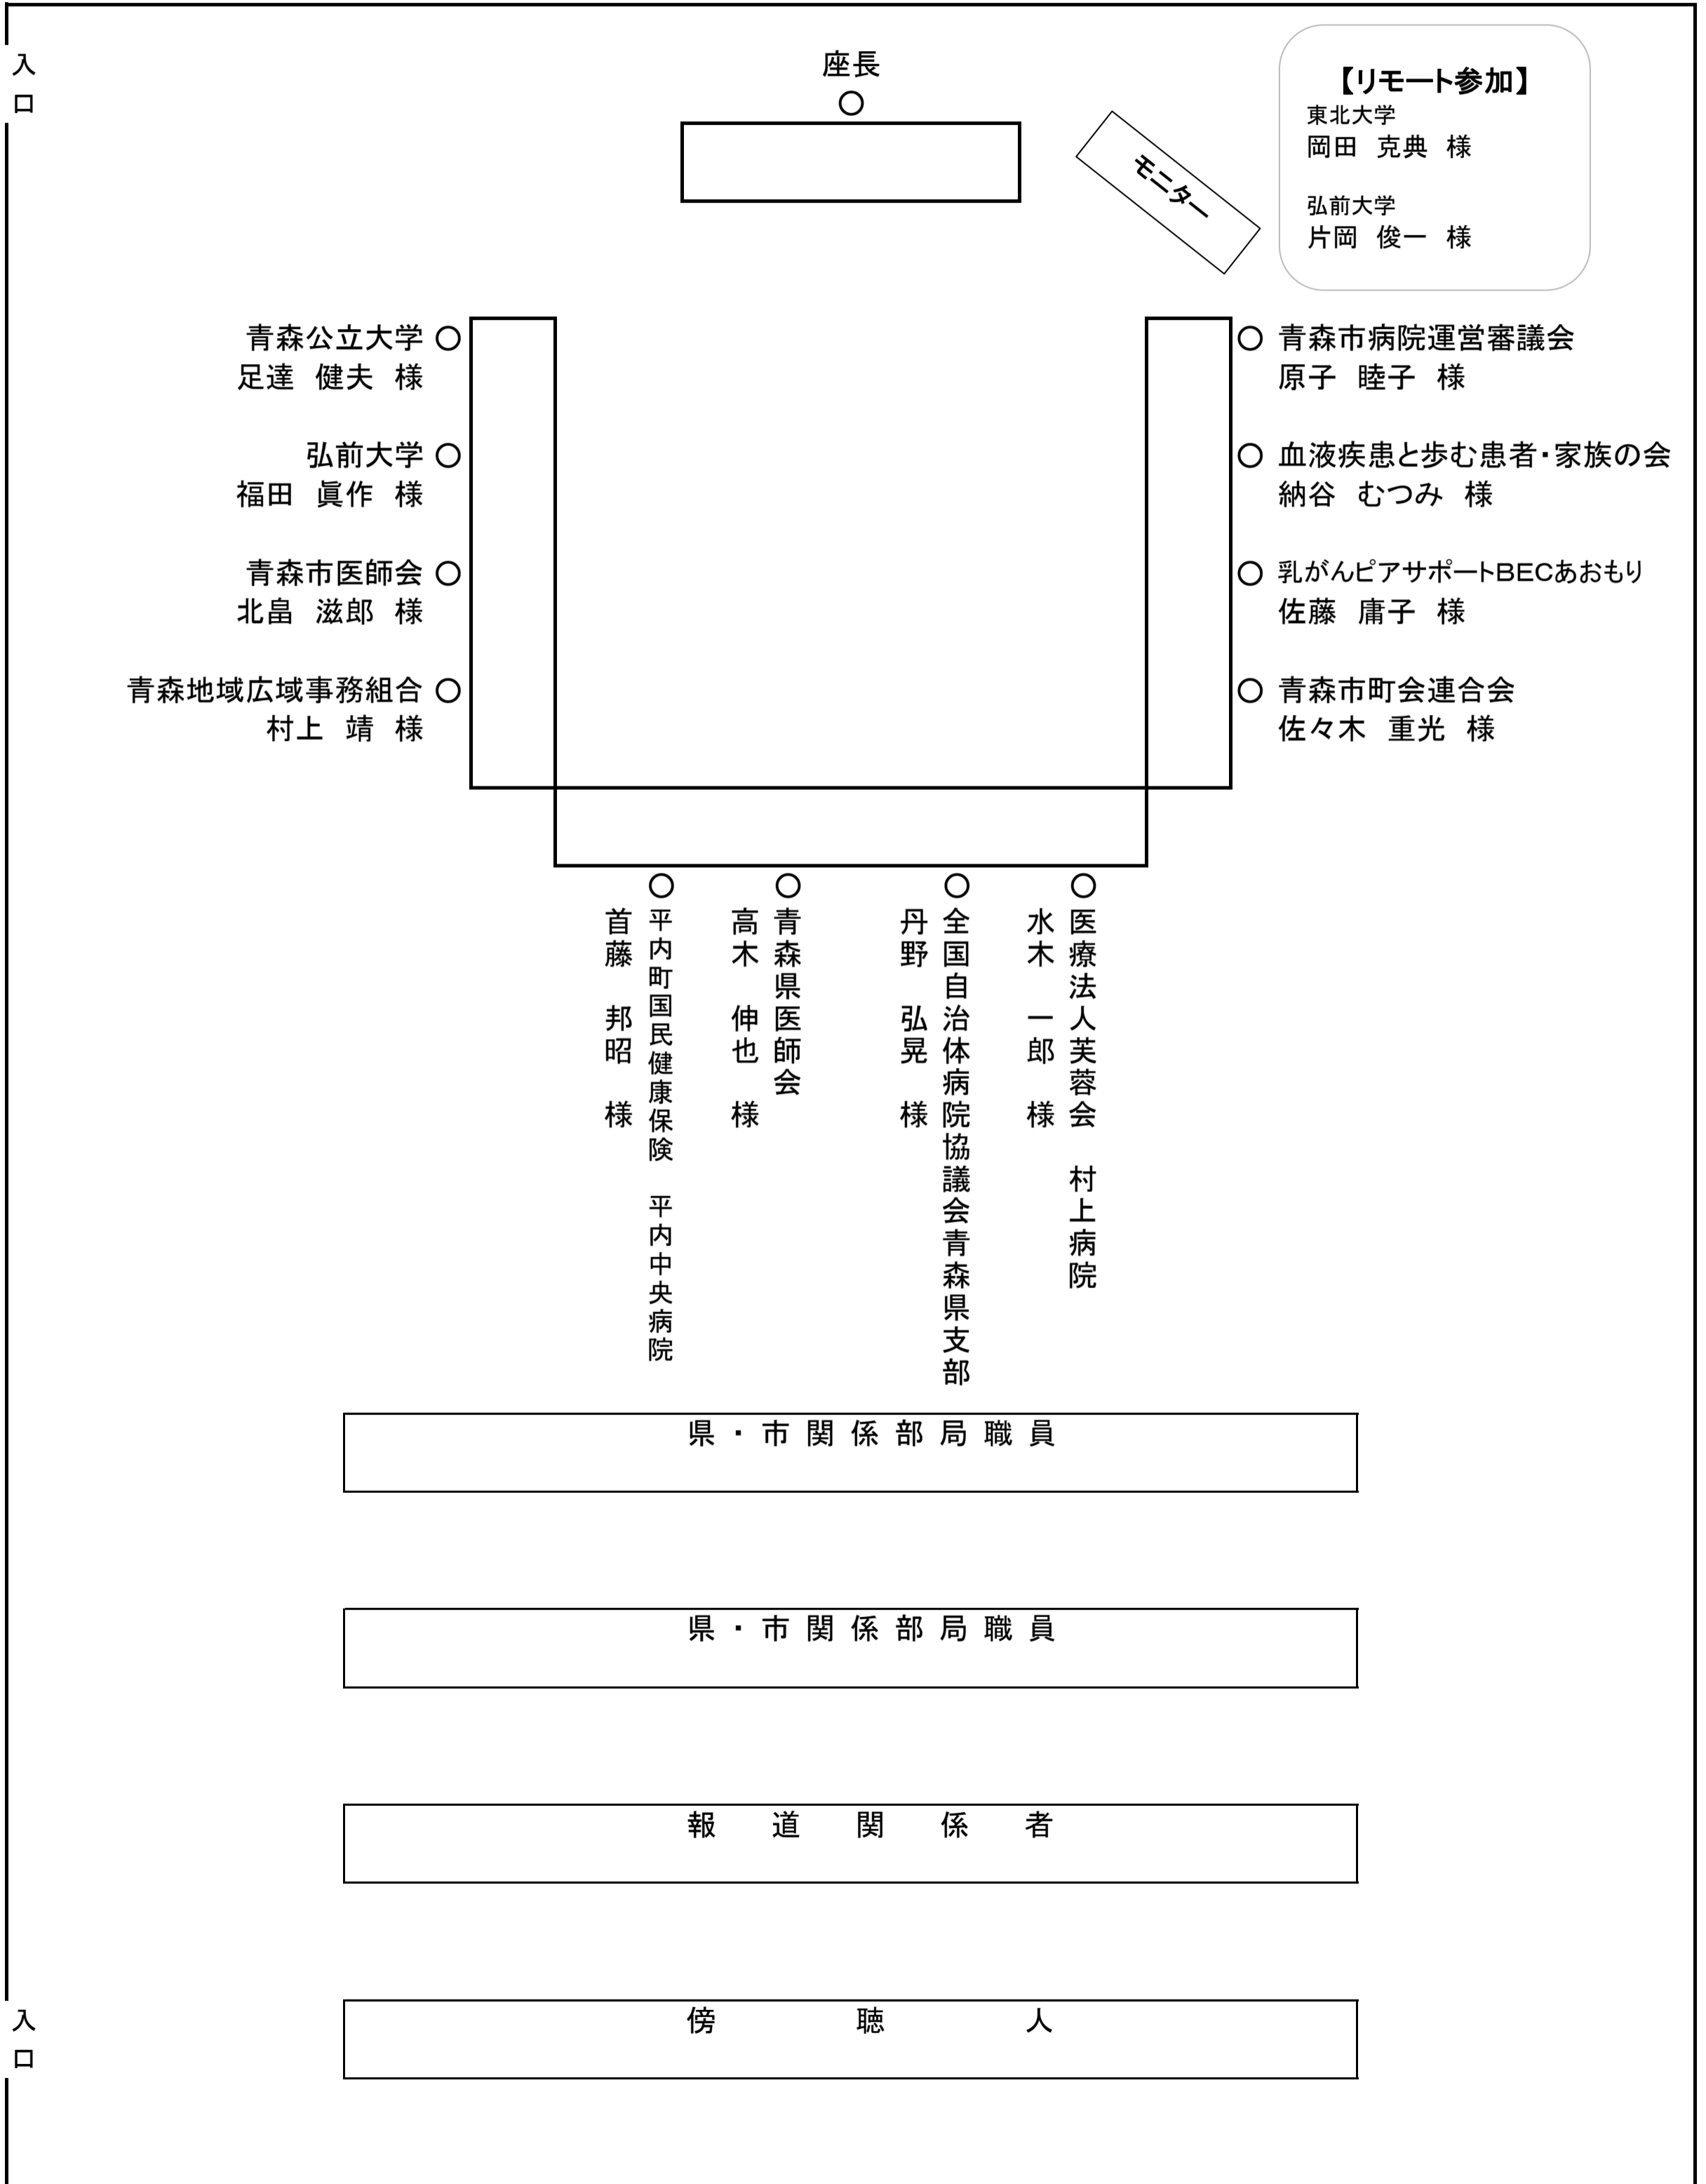 入
口
座長
○
モニター
【リモート参加】
東北大学
岡田　克典　様
弘前大学
片岡　俊一　様
青森公立大学 ○
足達　健夫　様
弘前大学 ○
福田　眞作　様
青森市医師会 ○
北畠　滋郎　様
青森地域広域事務組合 ○
村上　靖　様
○ 青森市病院運営審議会
原子　睦子　様
○ 血液疾患と歩む患者・家族の会
納谷　むつみ　様
○ 乳がんピアサポートBECあおもり
佐藤　庸子　様
○ 青森市町会連合会
佐々木　重光　様
○ 医療法人芙蓉会　村上病院
水木　一郎　様
○ 全国自治体病院協議会青森県支部
丹野　弘晃　様
○ 青森県医師会
高木　伸也　様
○ 平内町国民健康保険　平内中央病院
首藤　邦昭　様
県・市関係部局職員
県・市関係部局職員
報道関係者
傍聴人
入
口